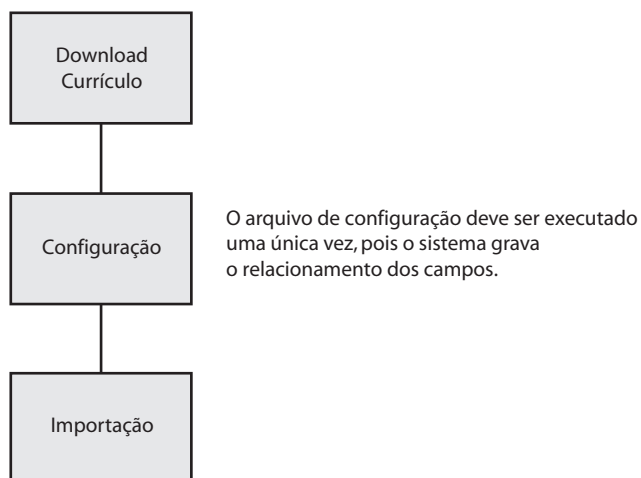 Download
Currículo
Configuração
O arquivo de configuração deve ser executado
uma única vez, pois o sistema grava
o relacionamento dos campos.
Importação